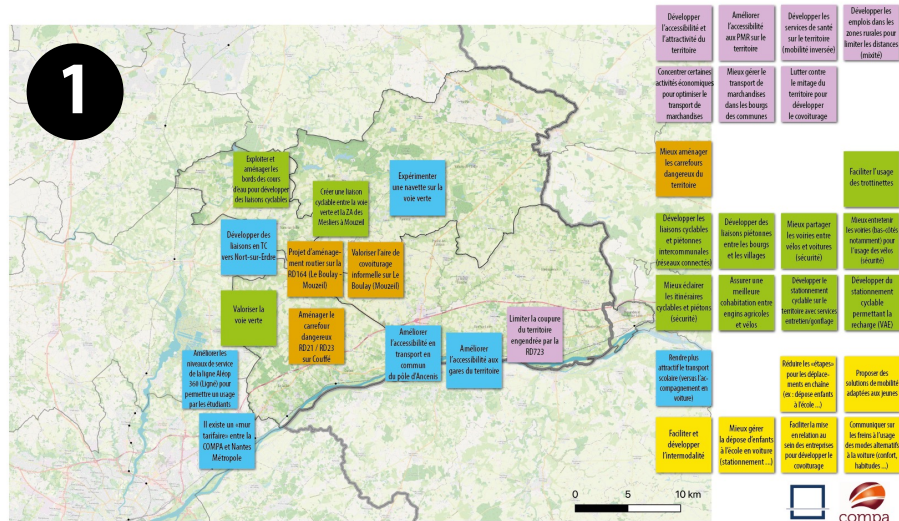 1
Développer
l'accessibilité et
l'attractivité du
territoire
Améliorer
l'accessibilité
aux PMR sur le
territoire
Développer les
services de santé
sur le territoire
(mobilité inversée)
Développer les
emplois dans les
zones rurales pour
limiter les distances
(mixité)
Concentrer certaines
activités économiques
pour optimiser le
transport de
marchandises
Mieux gérer le
transport de
marchandises
dans les bourgs
des communes
Lutter contre
le mitage du
territoire pour
développer
le covoiturage
Exploiter et
aménager les
bords des cours
d'eau pour développer
des liaisons cyclables
Créer une liaison
cyclable entre la voie
verte et la ZA des
Mesliers à Mouzeil
Expérimenter
une navette sur la
voie verte
Mieux aménager
les carrefours
dangereux du
territoire
Faciliter l'usage
des trottinettes
Développer des
liaisons en TC
vers Nort-sur-Erdre
Projet d'aménage-
ment routier sur la
RD164 (Le Boulay -
Mouzeil)
Valoriser l'aire de
covoiturage
informelle sur Le
Boulay (Mouzeil)
Développer les
liaisons cyclables
et piétonnes
intercommunales
(réseaux connectés)
Développer des
liaisons piétonnes
entre les bourgs
et les villages
Mieux partager
les voiries entre
vélos et voitures
(sécurité)
Mieux entretenir
les voiries (bas-côtés
notamment) pour
l'usage des vélos
(sécurité)
Valoriser la
voie verte
Aménager le
carrefour
dangereux
RD21 / RD23
sur Couffé
Améliorer
l'accessibilité en
transport en
commun
du pôle d'Ancenis
Améliorer
l'accessibilité aux
gares du territoire
Limiter la coupure
du territoire
engendrée par la
RD723
Mieux éclairer
les itinéraires
cyclables et piétons
(sécurité)
Assurer une
meilleure
cohabitation entre
engins agricoles
et vélos
Développer le
stationnement
cyclable sur le
territoire avec services
entretien/gonflage
Développer du
stationnement
cyclable
permettant la
recharge (VAE)
Améliorer les
niveaux de service
de la ligne Aléop
360 (Ligné) pour
permettre un usage
par les étudiants
Il existe un «mur
tarifaire» entre la
COMPA et Nantes
Metropole
Rendre plus
attractif le transport
scolaire (versus l'ac-
compagnement en
voiture)
Réduire les «étapes»
pour les déplace-
ments en chaîne
(ex : dépose enfants
à l'école ...)
Proposer des
solutions de mobilité
adaptées aux jeunes
Faciliter et
développer
l'intermodalité
Mieux gérer
la dépose d'enfants
à l'école en voiture
(stationnement ...)
Faciliter la mise
en relation au
sein des entreprises
pour développer le
covoiturage
Communiquer sur
les freins à l'usage
des modes alternatifs
à la voiture (confort,
habitudes ...)
0 5 10 km
compa